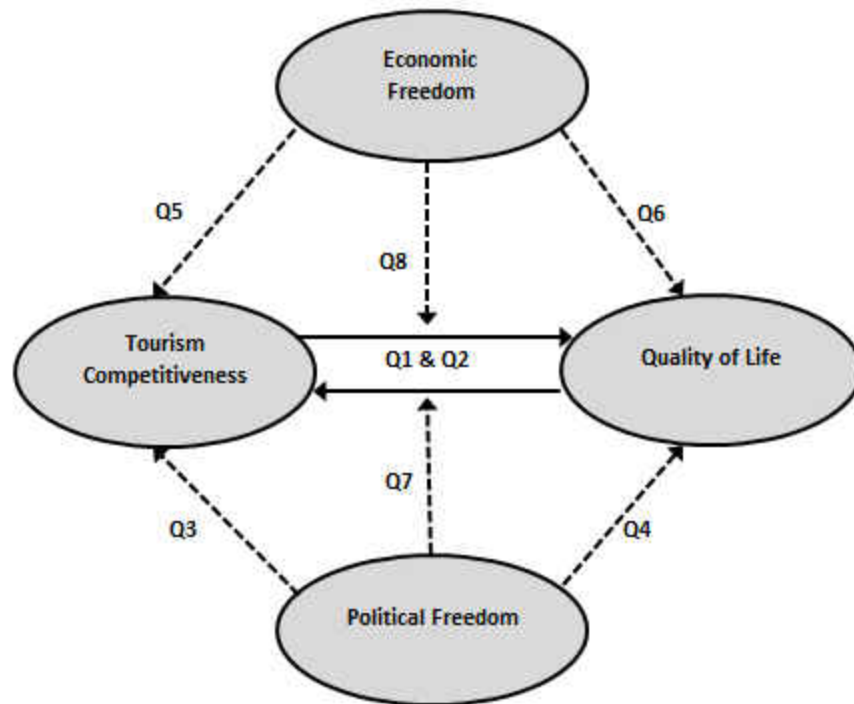 Economic
Freedom
Q5
Q6
Q8
Tourism
Competitiveness
Q1 & Q2
Quality of Life
Q7
Q3
Q4
Political Freedom